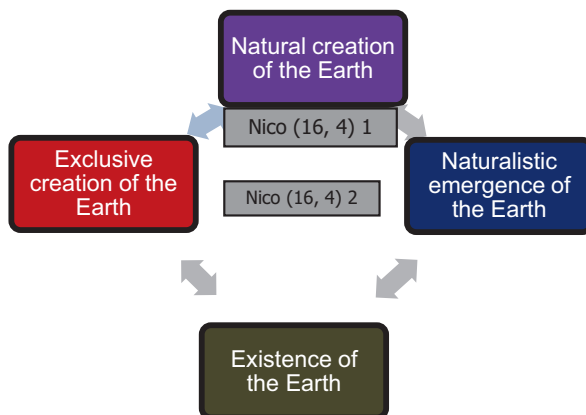 Natural creation
of the Earth
Nico (16, 4) 1
Exclusive
creation of the
Earth
Naturalistic
emergence of
the Earth
Nico (16, 4) 2
Existence of
the Earth